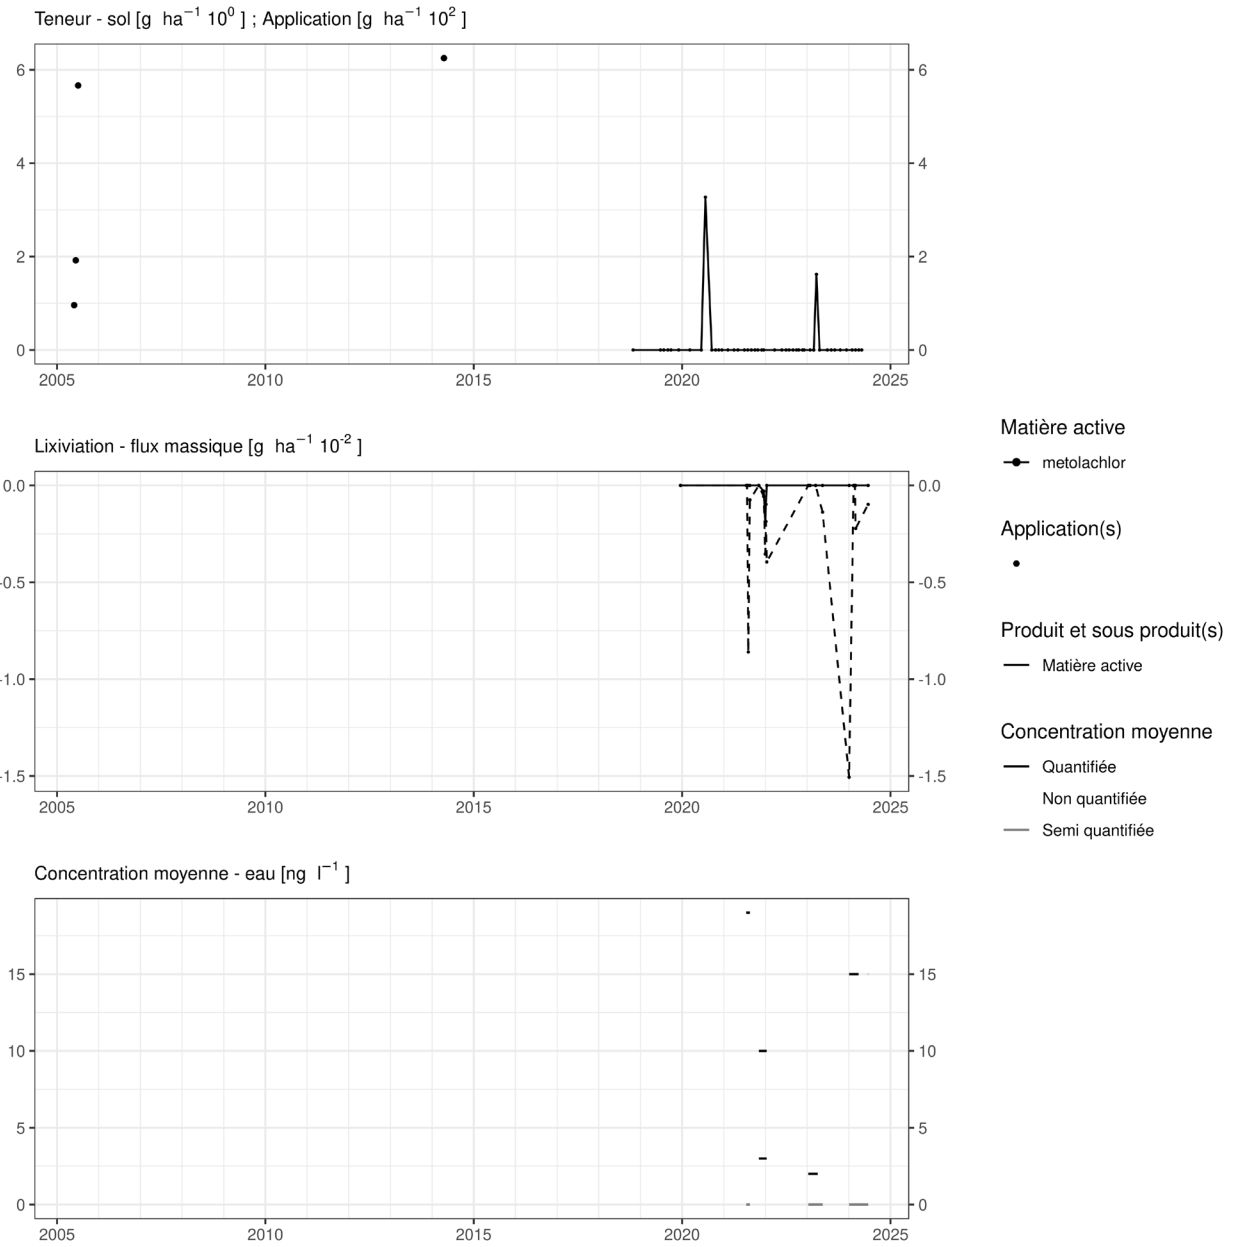 Teneur - sol [g ha−1 10^0 ] ; Application [g ha−1 10^2 ]
6
4
2
0
6
4
2
0
2005 2010 2015 2020 2025
Lixiviation - flux massique [g ha−1 10^-2 ]
0.0
-0.5
-1.0
-1.5
0.0
-0.5
-1.0
-1.5
2005 2010 2015 2020 2025
Concentration moyenne - eau [ng l−1 ]
15
10
5
0
15
10
5
0
2005 2010 2015 2020 2025
Matière active
metolachlor
Application(s)
Produit et sous produit(s)
Matière active
Concentration moyenne
Quantifiée
Non quantifiée
Semi quantifiée